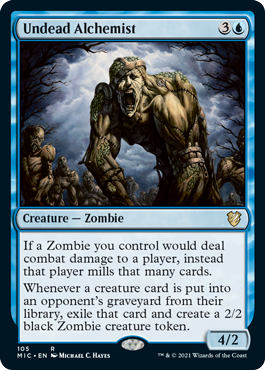 Undead Alchemist 3
Creature — Zombie
If a Zombie you control would deal
combat damage to a player, instead
that player mills that many cards.
Whenever a creature card is put into
an opponent's graveyard from their
library, exile that card and create a 2/2
black Zombie creature token.
4/2
105 R
MIC • EN Michael C. Hayes ™ & © 2021 Wizards of the Coast